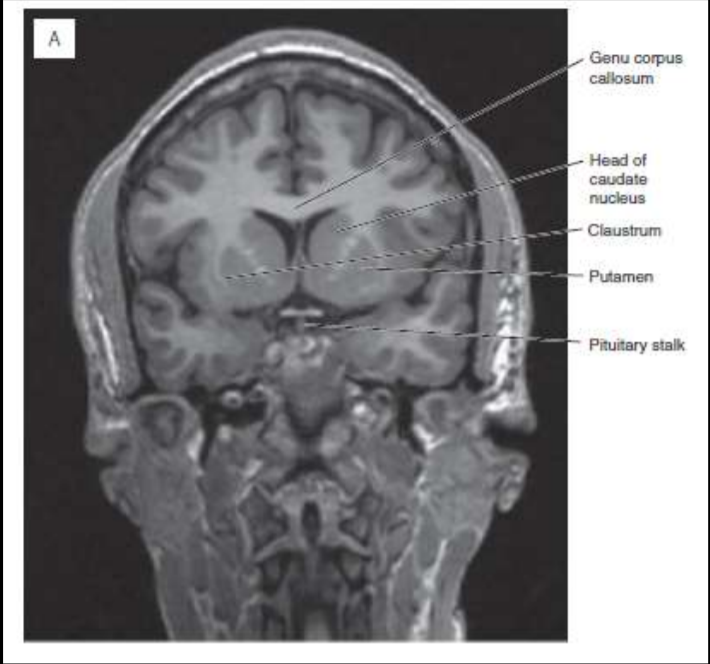 A
Genu corpus
callosum
Head of
caudate
nucleus
Claustrum
Putamen
Pituitary stalk